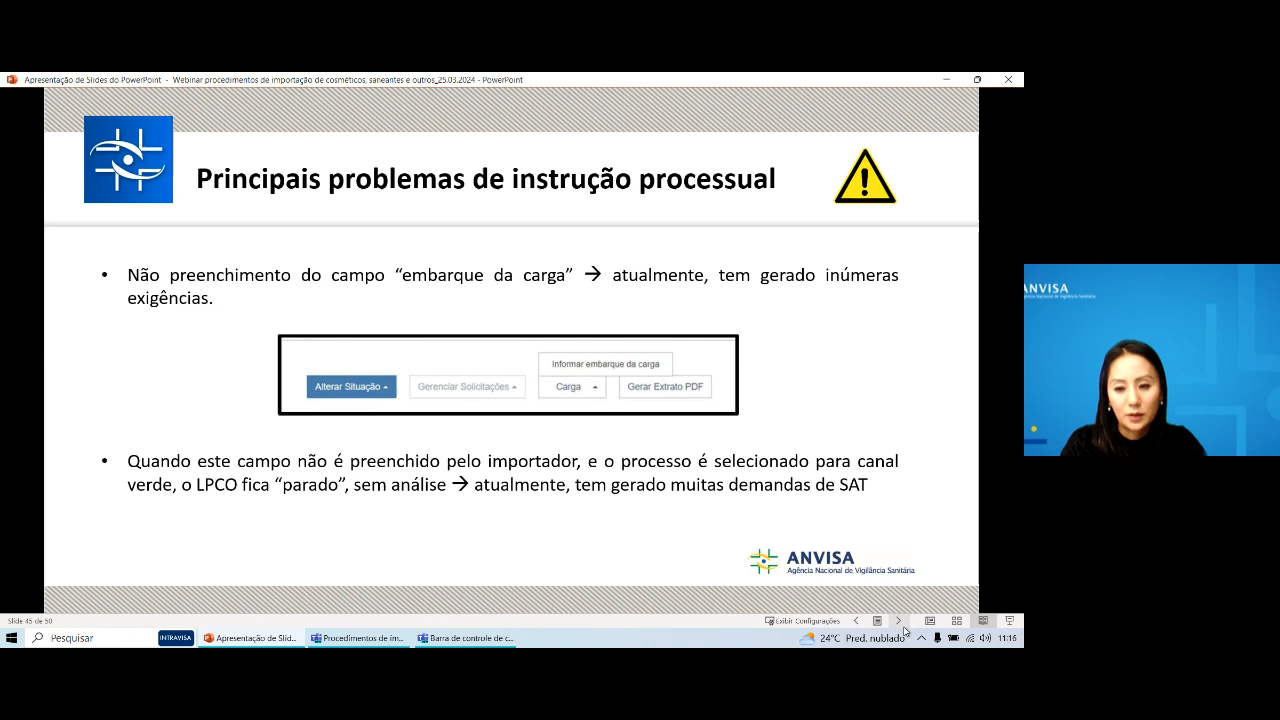 Apresentação de Slides do PowerPoint - Webinar procedimentos de importação de cosméticos, saneantes e outros_25.03.2024 - PowerPoint
Principais problemas de instrução processual
• Não preenchimento do campo “embarque da carga” → atualmente, tem gerado inúmeras
exigências.
Informar embarque da carga
Alterar Situação Gerenciar Solicitações Carga Gerar Extrato PDF
• Quando este campo não é preenchido pelo importador, e o processo é selecionado para canal
verde, o LPCO fica “parado”, sem análise → atualmente, tem gerado muitas demandas de SAT
ANVISA
Agência Nacional de Vigilância Sanitária
ANVISA
Agência Nacional de Vigilância Sanitária
Slide 45 de 50 Exibir Configurações
Pesquisar INTRAVISA Apresentação de Slid... Procedimentos de im... Barra de controle de c... 24°C Pred. nublado 11:16